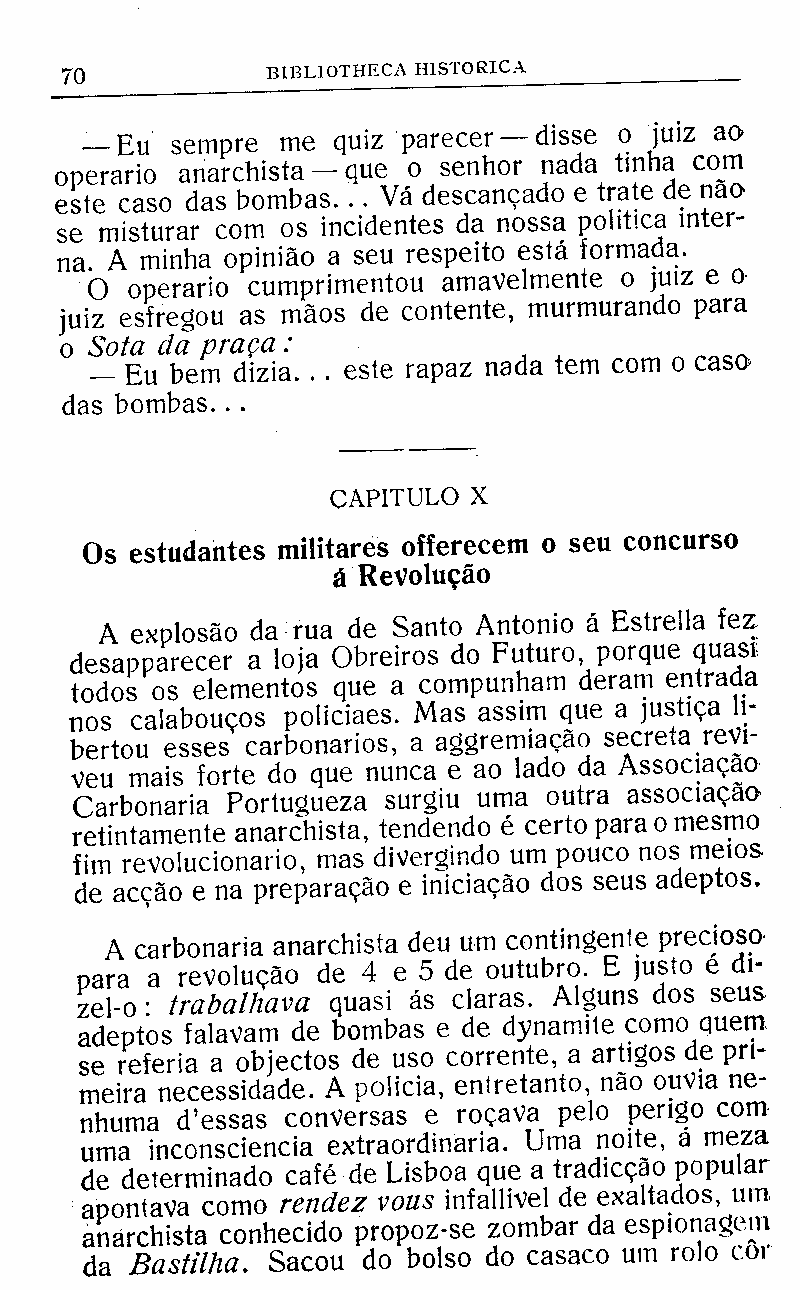 70 BIBLIOTHECA HISTORICA
— Eu sempre me quiz parecer — disse o juiz ao
operario anarchista — que o senhor nada tinha com
este caso das bombas... Vá descançado e trate de não
se misturar com os incidentes da nossa politica inter-
na. A minha opinião a seu respeito está formada.
O operario cumprimentou amavelmente o juiz e o
juiz esfregou as mãos de contente, murmurando para
o Sota da praça:
— Eu bem dizia... este rapaz nada tem com o caso
das bombas...
CAPITULO X
Os estudantes militares offerecem o seu concurso
á Revolução
A explosão da rua de Santo Antonio á Estrella fez
desapparecer a loja Obreiros do Futuro, porque quasi
todos os elementos que a compunham deram entrada
nos calabouços policiaes. Mas assim que a justiça li-
bertou esses carbonarios, a aggremiação secreta revi-
veu mais forte do que nunca e ao lado da Associação
Carbonaria Portugueza surgiu uma outra associação
retintamente anarchista, tendendo é certo para o mesmo
fim revolucionario, mas divergindo um pouco nos meios
de acção e na preparação e iniciação dos seus adeptos.
A carbonaria anarchista deu um contingente precioso
para a revolução de 4 e 5 de outubro. E justo é di-
zel-o: trabalhava quasi ás claras. Alguns dos seus
adeptos falavam de bombas e de dynamite como quem
se referia a objectos de uso corrente, a artigos de pri-
meira necessidade. A policia, entretanto, não ouvia ne-
nhuma d'essas conversas e roçava pelo perigo com
uma inconsciencia extraordinaria. Uma noite, á meza
de determinado café de Lisboa que a tradicção popular
apontava como rendez vous infallivel de exaltados, um
anarchista conhecido propoz-se zombar da espionagem
da Bastilha. Sacou do bolso do casaco um rolo côr